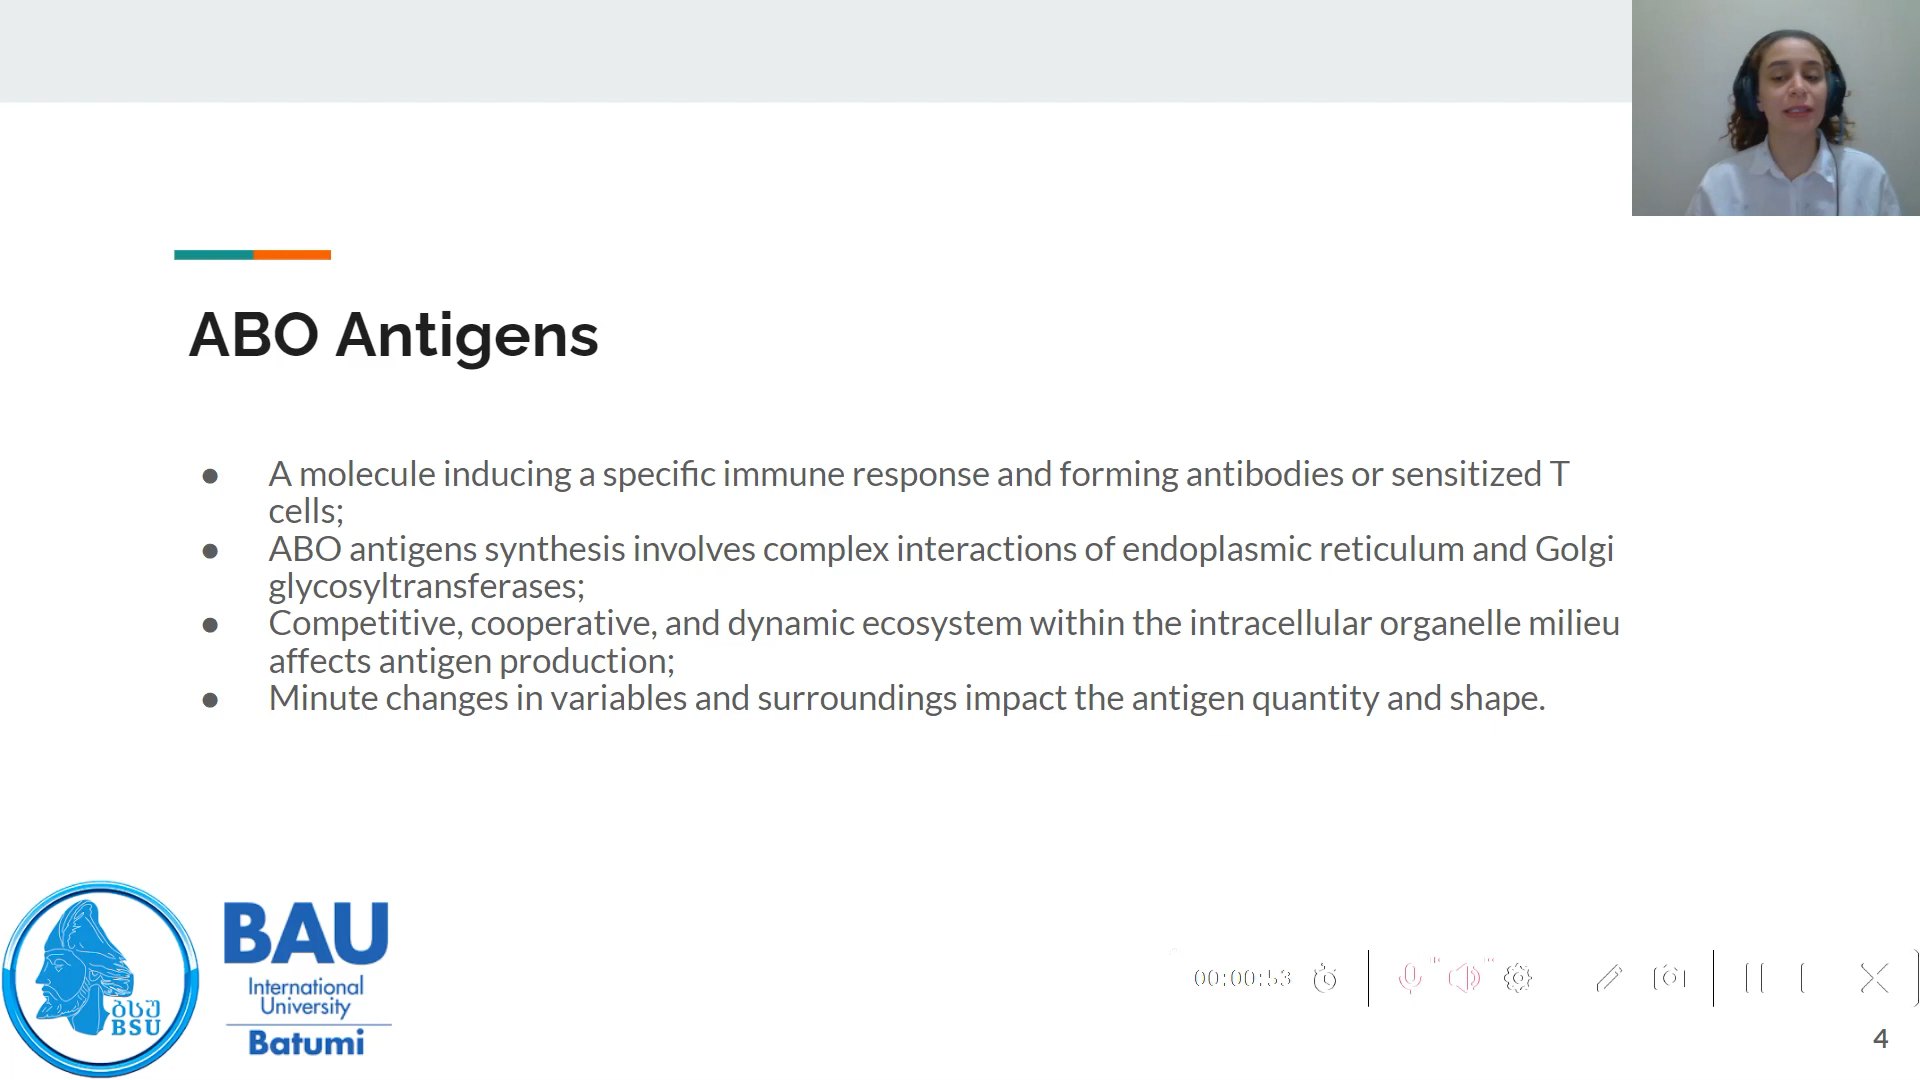 ABO Antigens
● A molecule inducing a specific immune response and forming antibodies or sensitized T
cells;
● ABO antigens synthesis involves complex interactions of endoplasmic reticulum and Golgi
glycosyltransferases;
● Competitive, cooperative, and dynamic ecosystem within the intracellular organelle milieu
affects antigen production;
● Minute changes in variables and surroundings impact the antigen quantity and shape.
ბსუ
BSU
BAU
International
University
Batumi
00:00:53
4